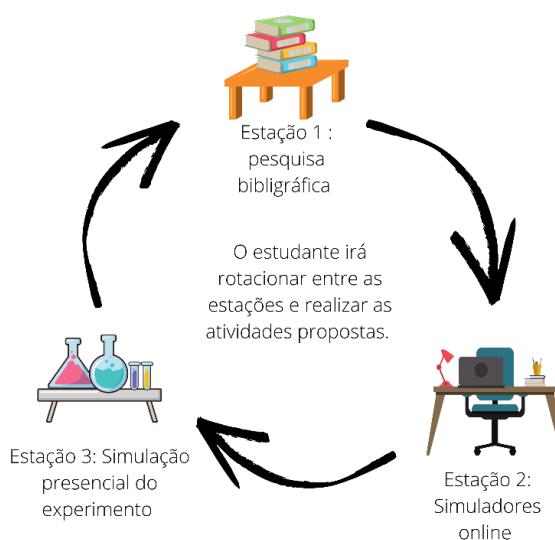 Estação 1 :
pesquisa
bibligráfica
O estudante irá
rotacionar entre as
estações e realizar as
atividades propostas.
Estação 3: Simulação
presencial do
experimento
Estação 2:
Simuladores
online